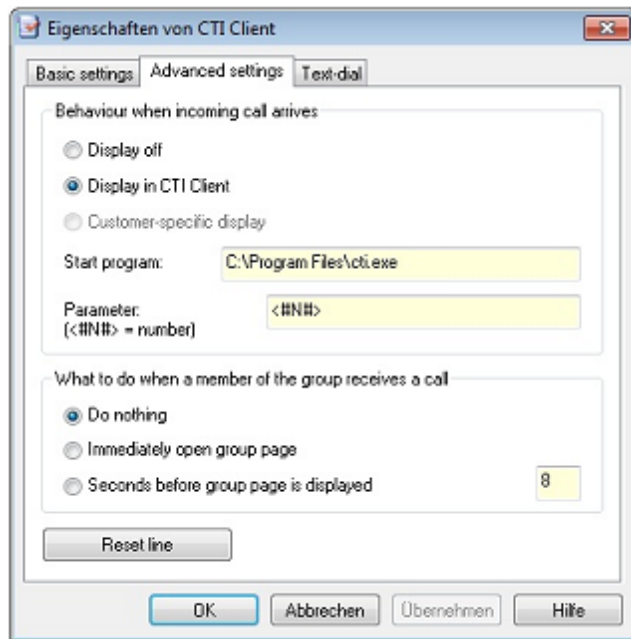 Eigenschaften von CTI Client
Basic settings Advanced settings Text-dial
Behaviour when incoming call arrives
Display off
Display in CTI Client
Customer-specific display
Start program: C:\Program Files\cti.exe
Parameter: <#N#>
(<#N#> = number)
What to do when a member of the group receives a call
Do nothing
Immediately open group page
Seconds before group page is displayed 8
Reset line
OK Abbrechen Übernehmen Hilfe